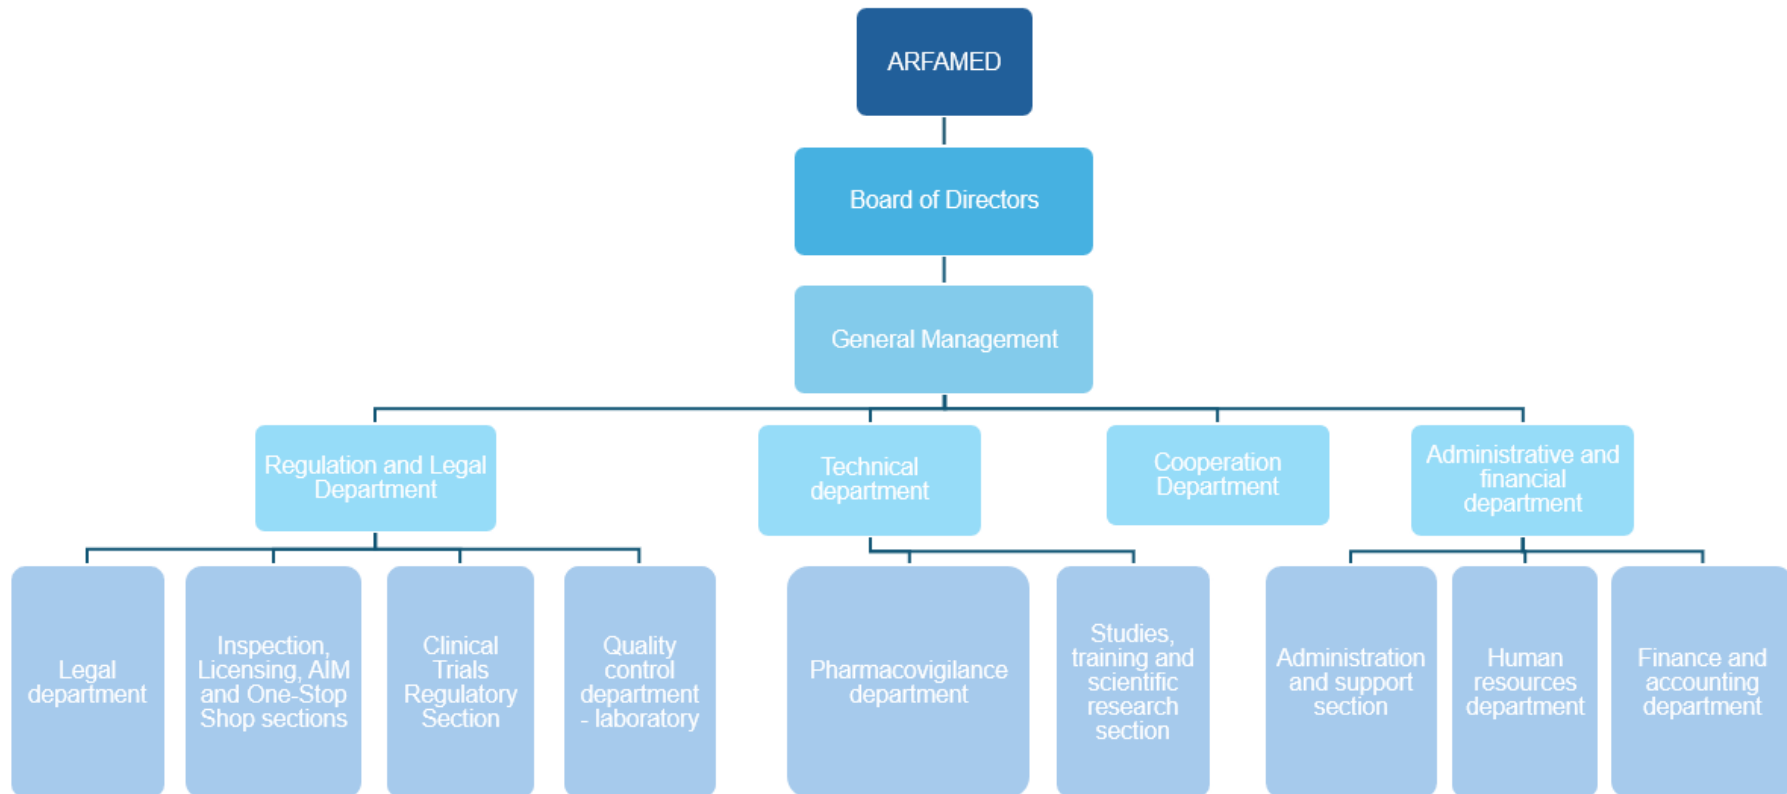 ARFAMED
Board of Directors
General Management
Regulation and Legal
Department
Technical
department
Cooperation
Department
Administrative and
financial
department
Legal
department
Inspection,
Licensing, AIM
and One-Stop
Shop sections
Clinical
Trials
Regulatory
Section
Quality
control
department
- laboratory
Pharmacovigilance
department
Studies,
training and
scientific
research
section
Administration
and support
section
Human
resources
department
Finance and
accounting
department